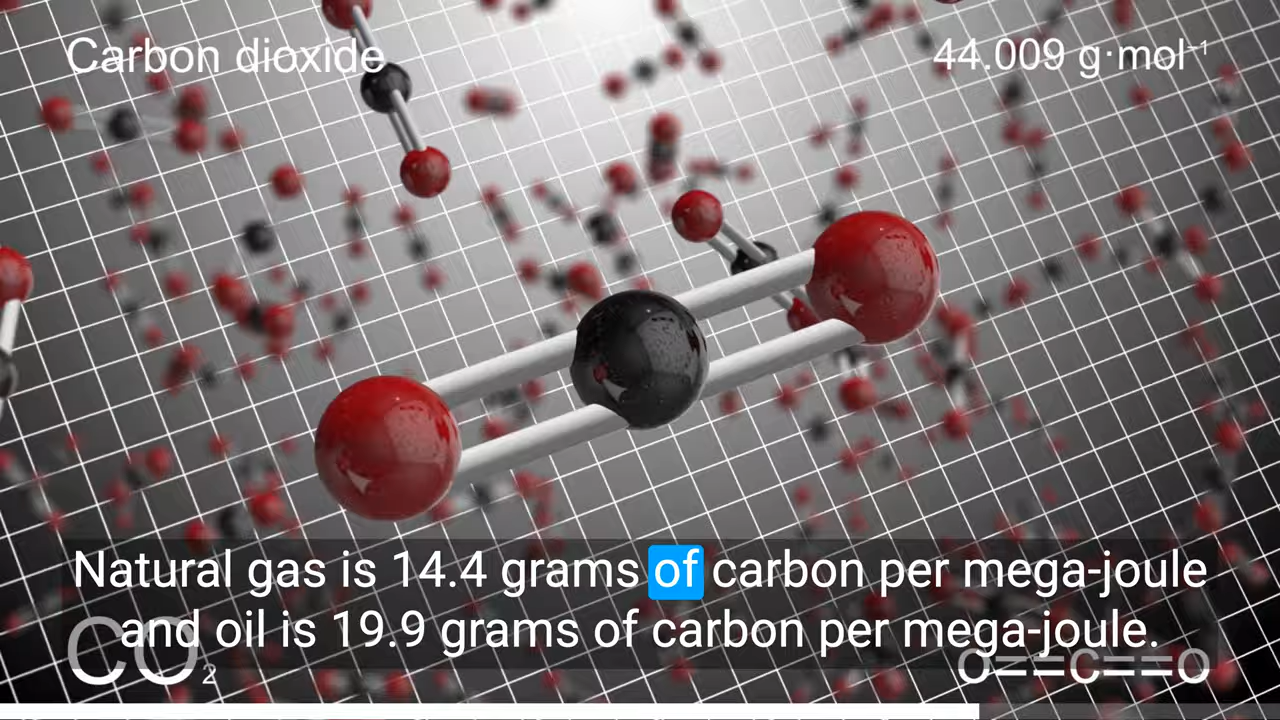 Carbon dioxide
44.009 g·mol⁻¹
Natural gas is 14.4 grams of carbon per mega-joule
and oil is 19.9 grams of carbon per mega-joule.
CO₂
O==C==O